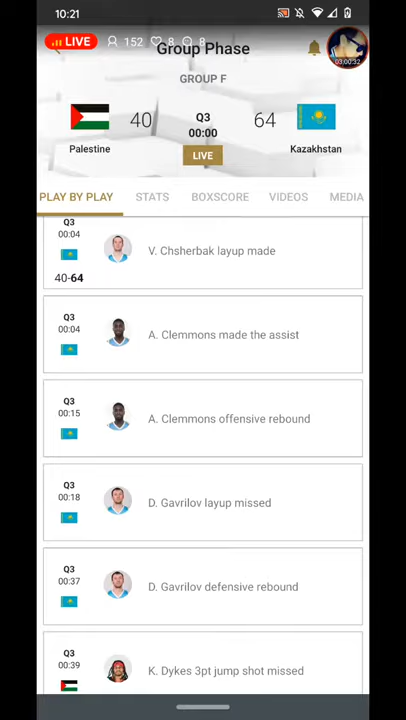 10:21
LIVE 152 8 8
Group Phase
03:00:32
GROUP F
40 Q3 64
00:00
Palestine LIVE Kazakhstan
PLAY BY PLAY STATS BOXSCORE VIDEOS MEDIA
Q3
00:04
V. Chsherbak layup made
40-64
Q3
00:04
A. Clemmons made the assist
Q3
00:15
A. Clemmons offensive rebound
Q3
00:18
D. Gavrilov layup missed
Q3
00:37
D. Gavrilov defensive rebound
Q3
00:39
K. Dykes 3pt jump shot missed